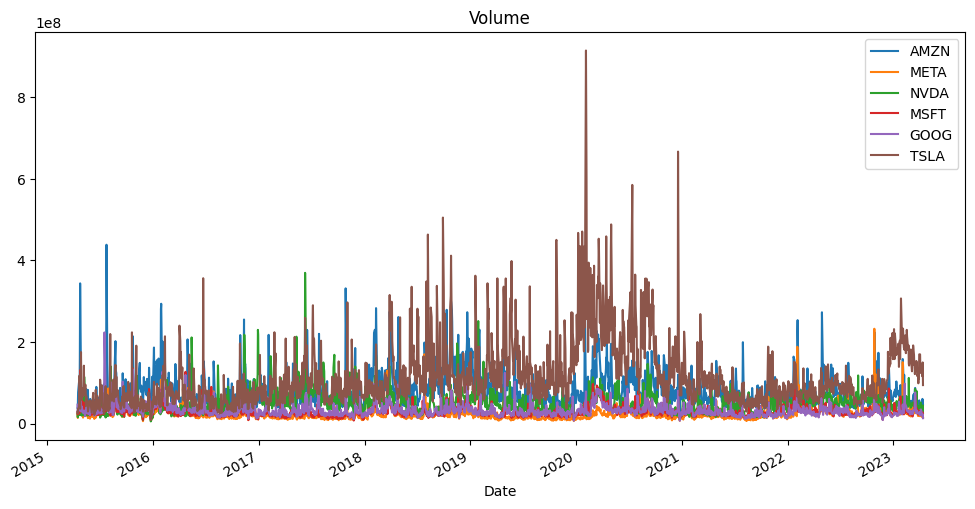 Volume
1e8
8
6
4
2
0
AMZN
META
NVDA
MSFT
GOOG
TSLA
2015
2016
2017
2018
2019
2020
2021
2022
2023
Date